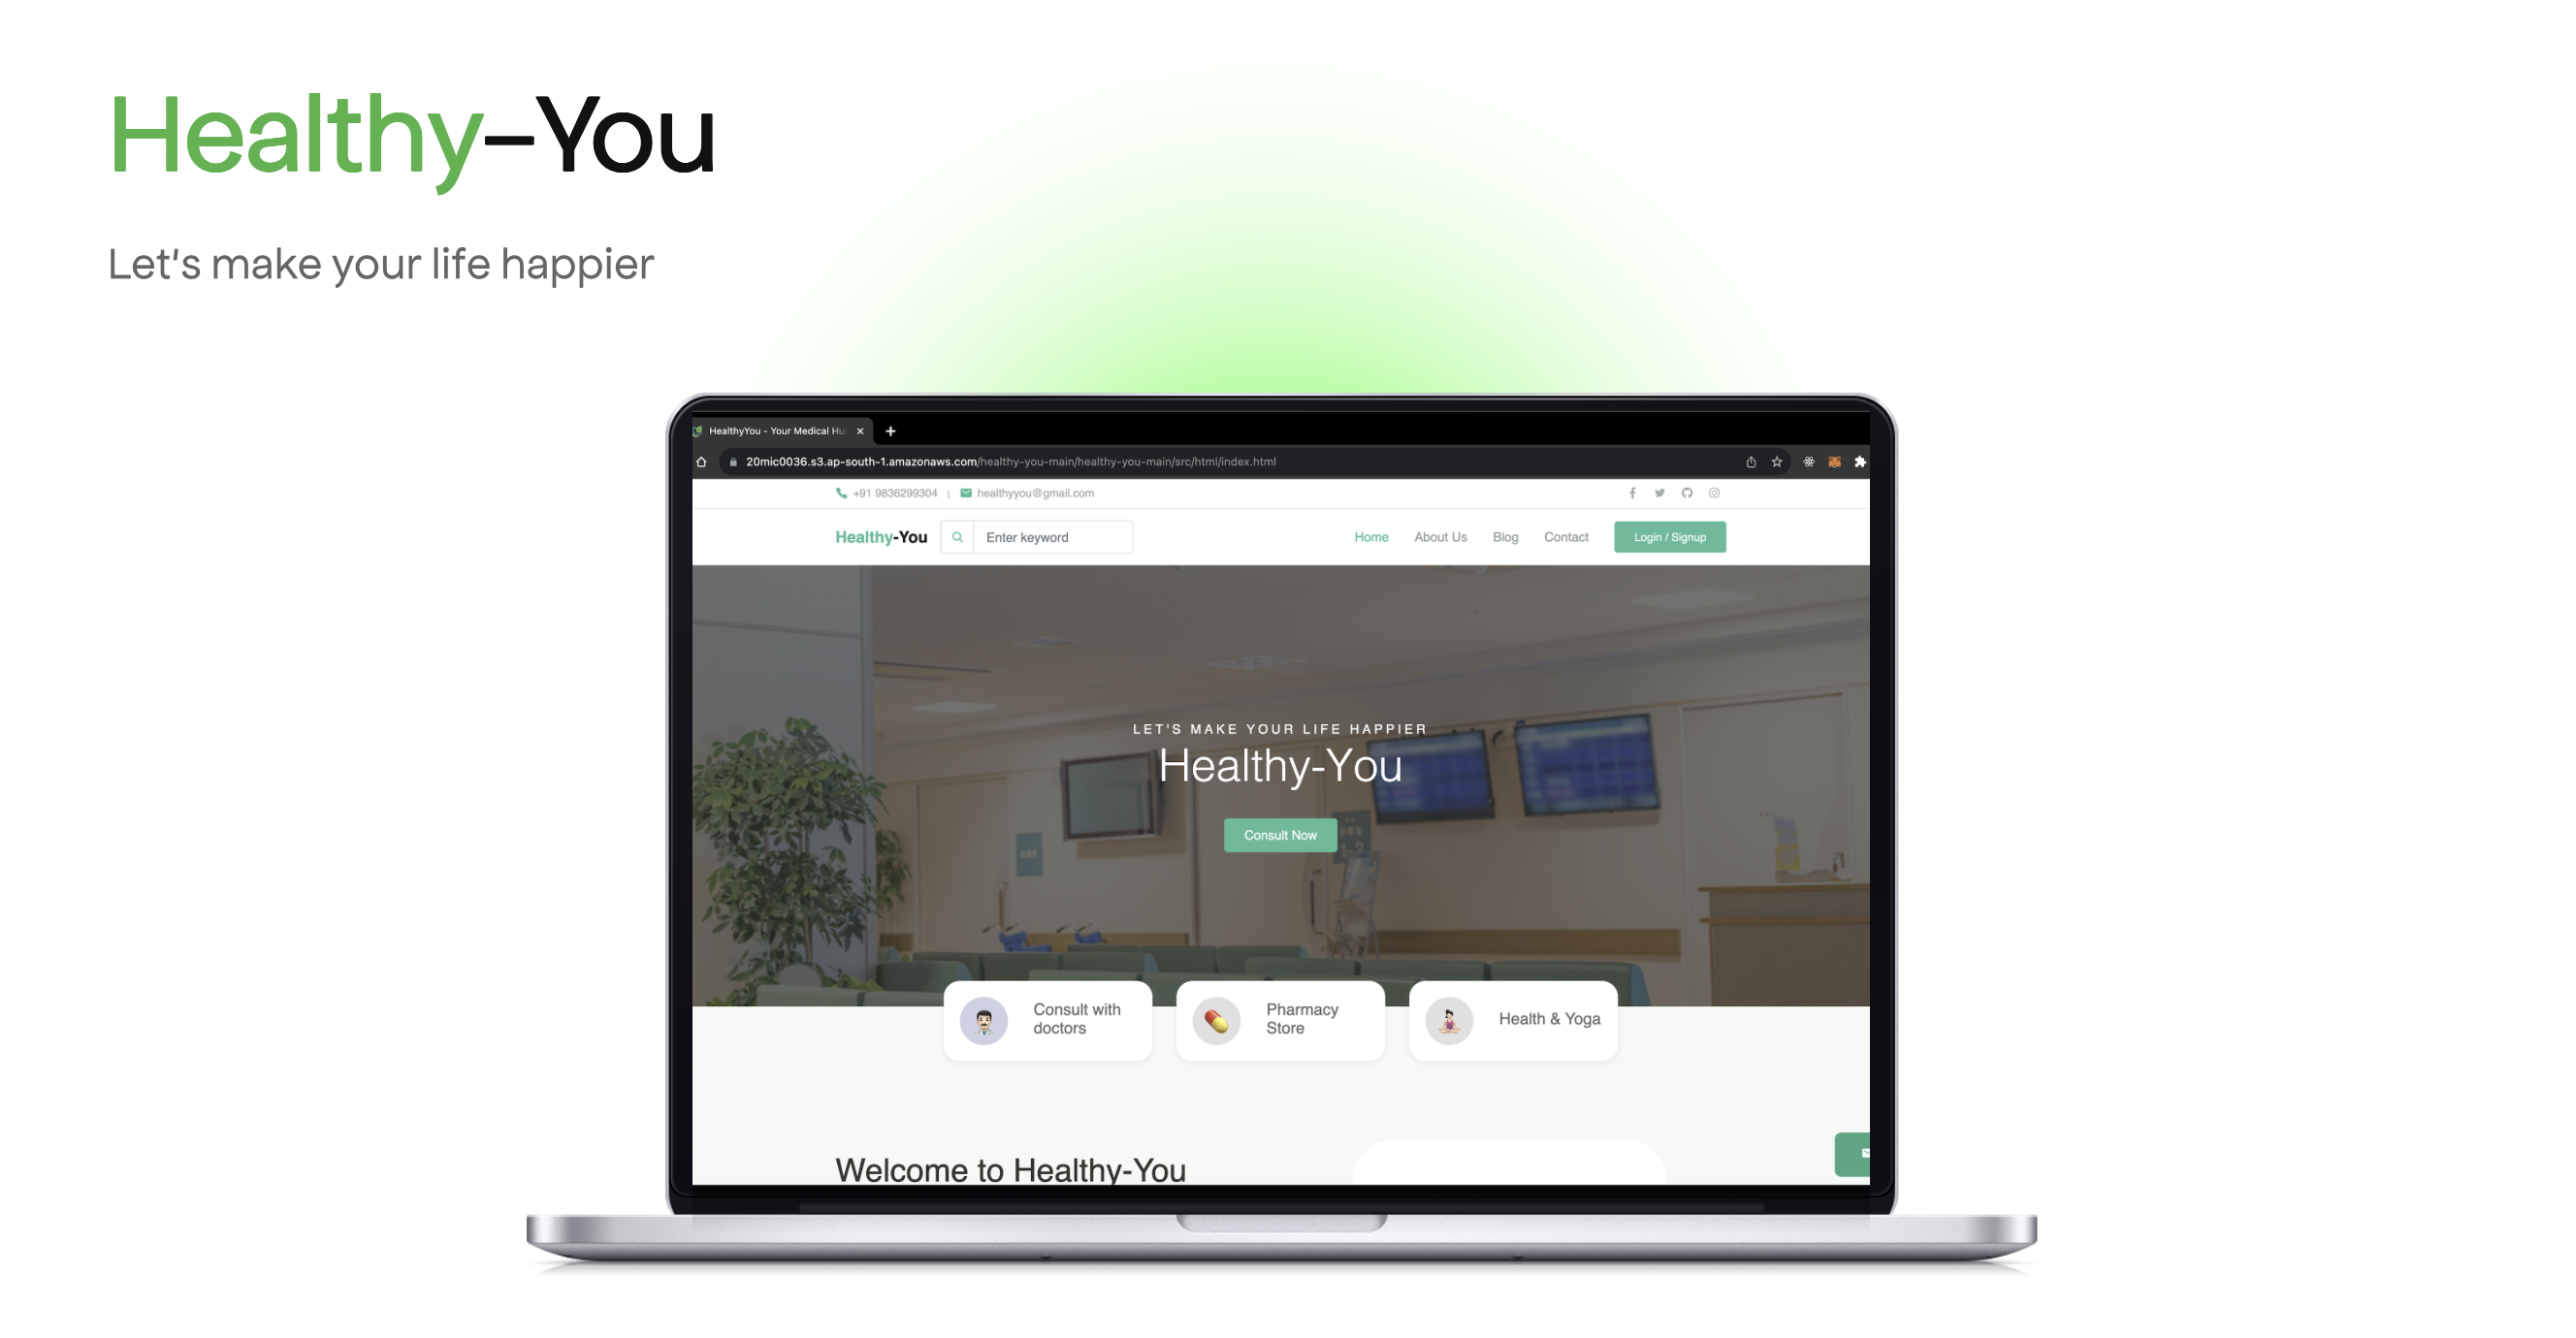 Healthy–You
Let's make your life happier
HealthyYou - Your Medical Hu
20mic0036.s3.ap-south-1.amazonaws.com/healthy-you-main/healthy-you-main/src/html/index.html
+91 9836299304 | healthyyou@gmail.com
Healthy-You Enter keyword Home About Us Blog Contact Login / Signup
LET'S MAKE YOUR LIFE HAPPIER
Healthy-You
Consult Now
Consult with
doctors
Pharmacy
Store
Health & Yoga
Welcome to Healthy-You